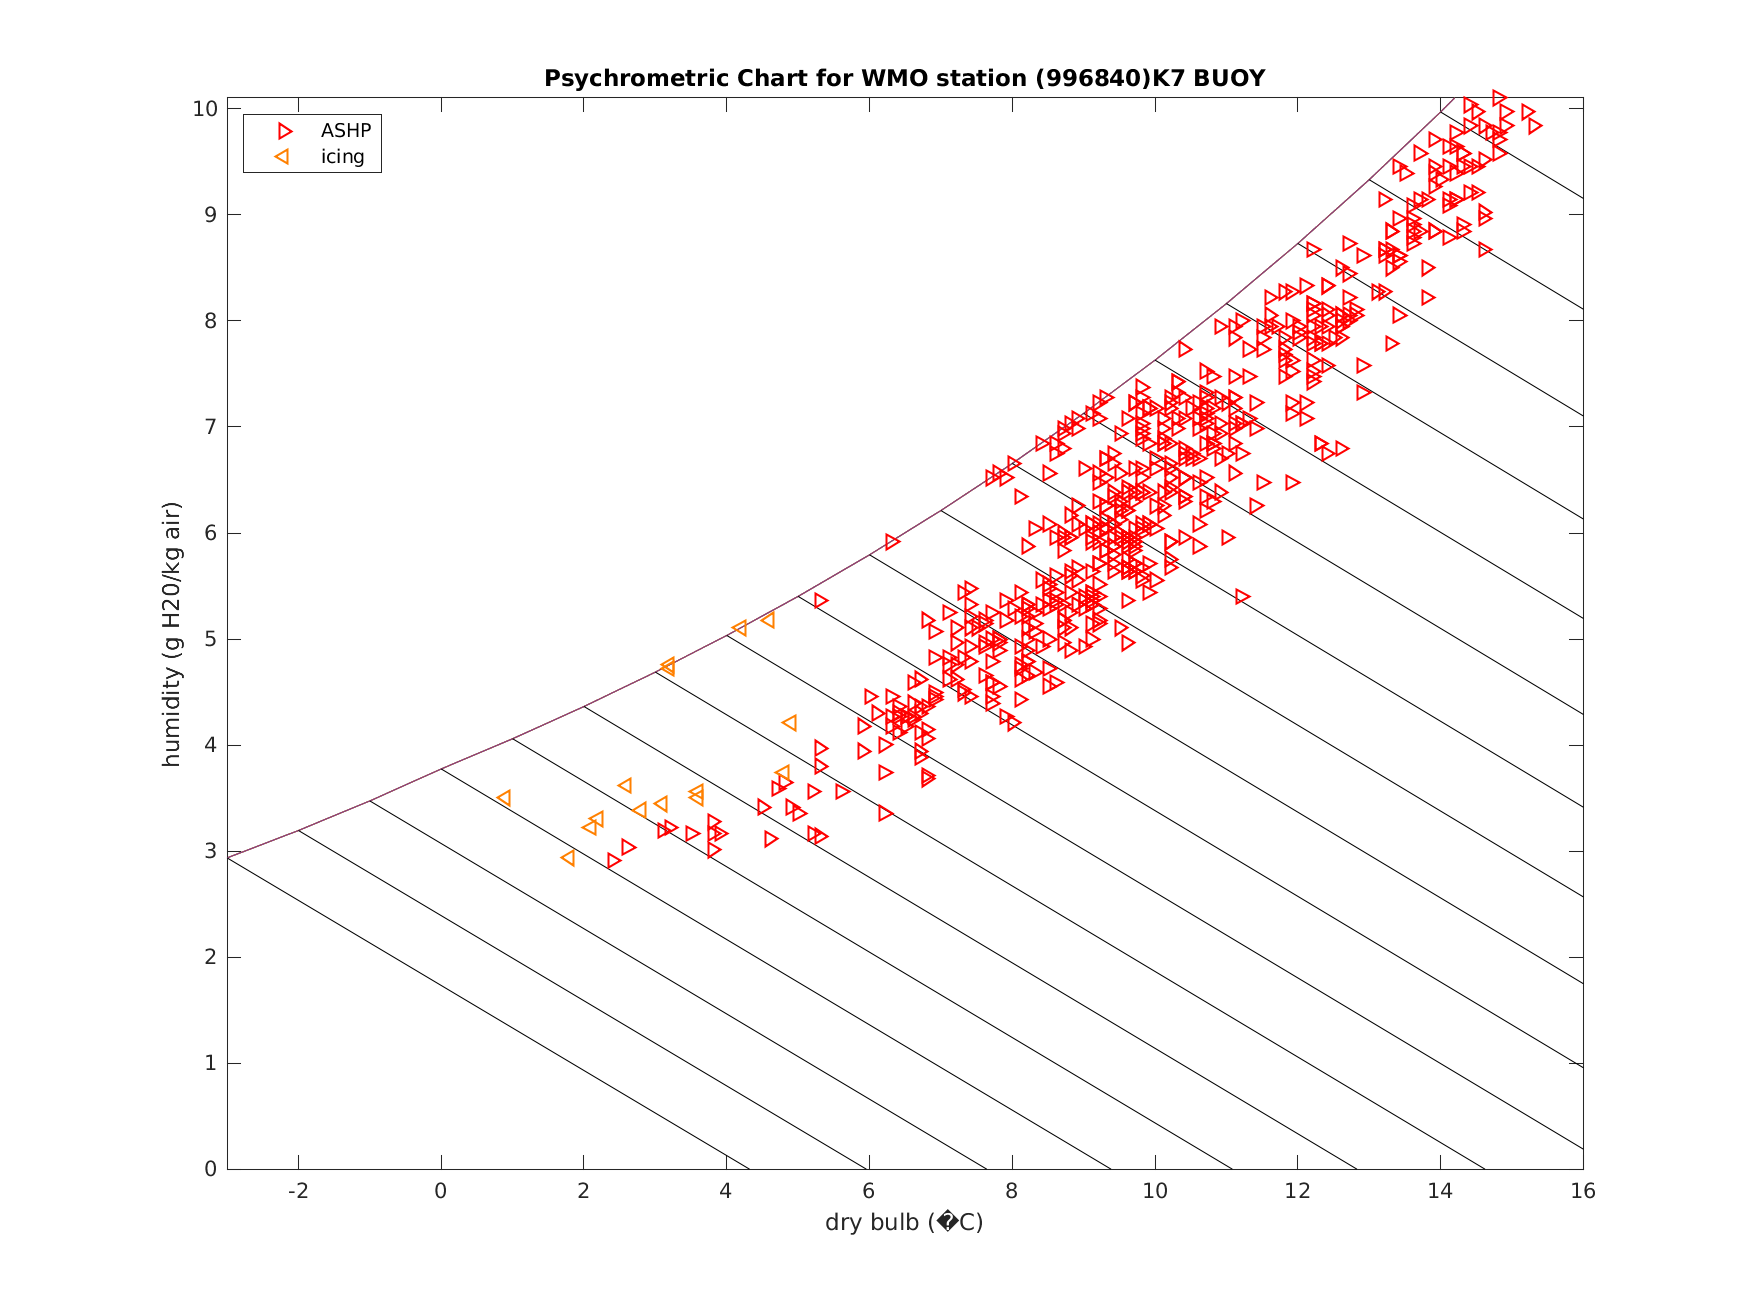 Psychrometric Chart for WMO station (996840)K7 BUOY
ASHP
icing
humidity (g H20/kg air)
10
9
8
7
6
5
4
3
2
1
0
-2 0 2 4 6 8 10 12 14 16
dry bulb (�C)